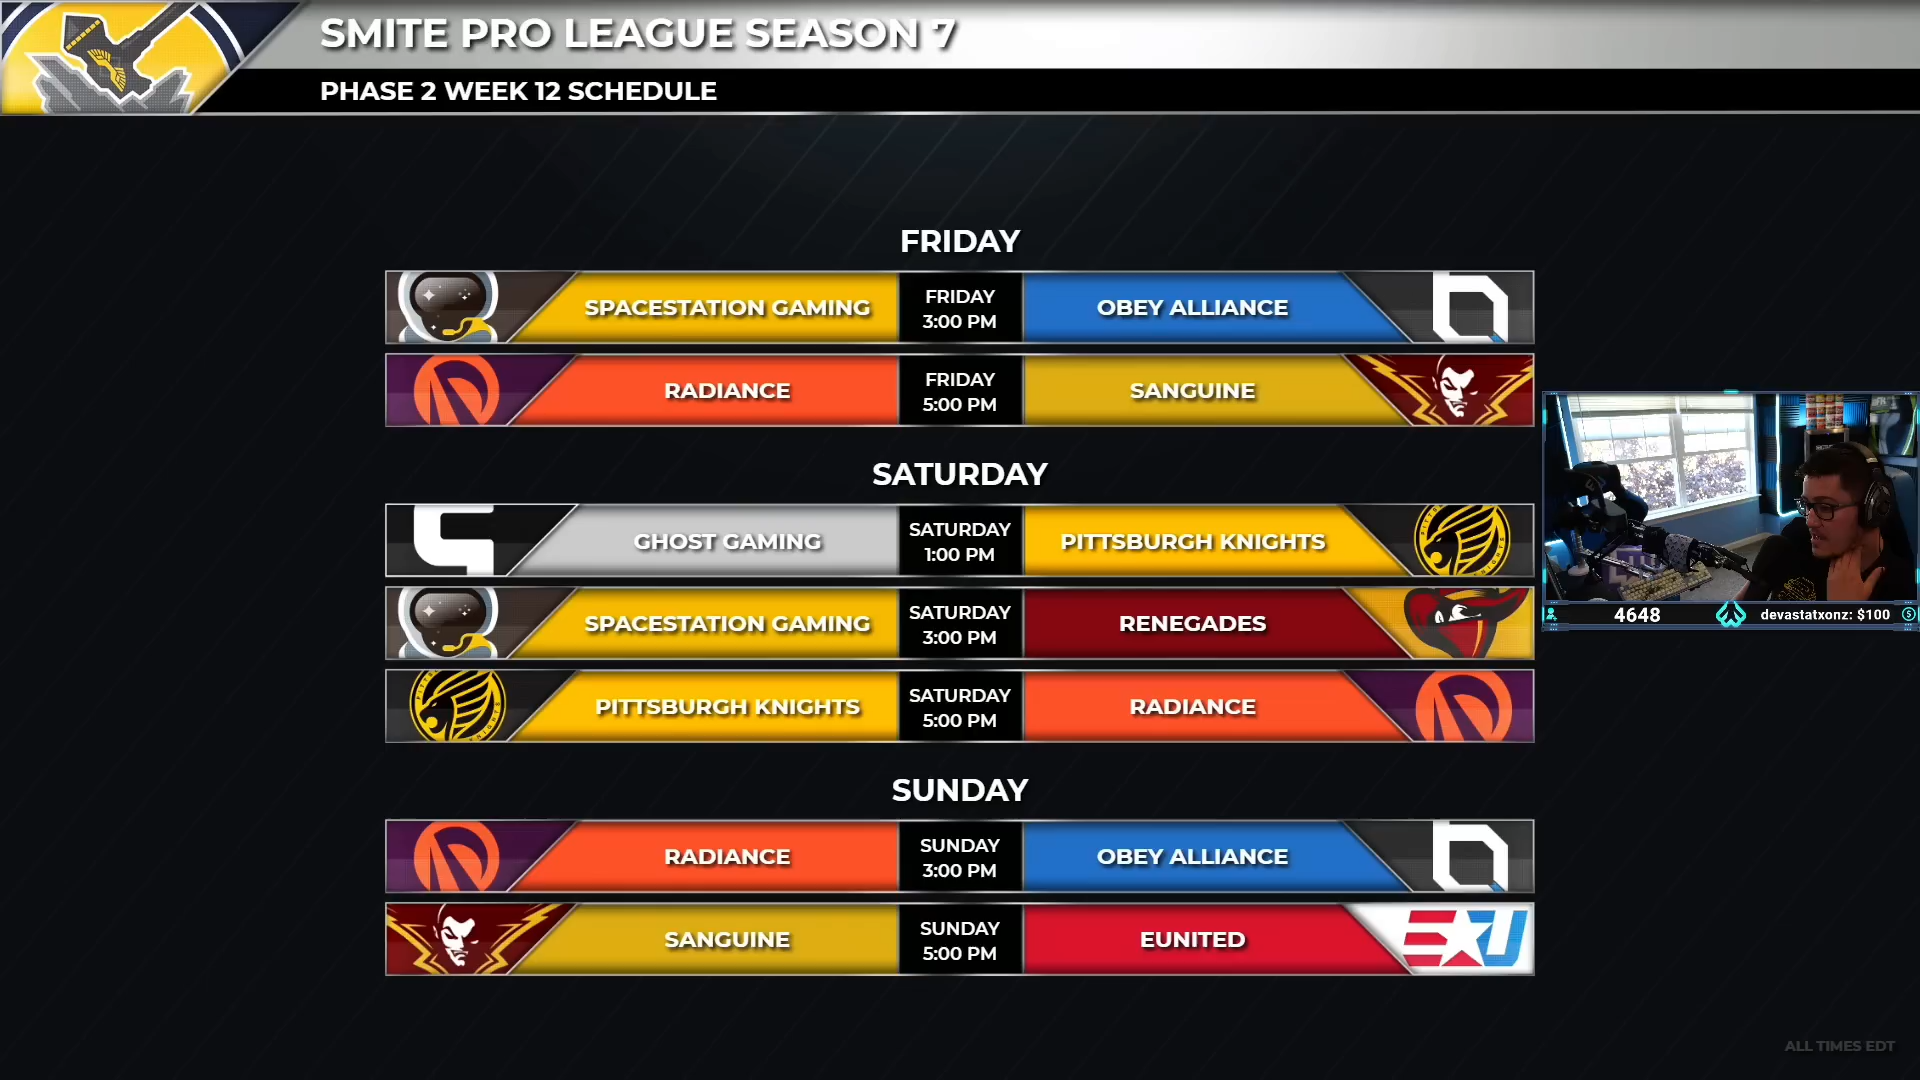 SMITE PRO LEAGUE SEASON 7
PHASE 2 WEEK 12 SCHEDULE
FRIDAY
SPACESTATION GAMING
FRIDAY
3:00 PM
OBEY ALLIANCE
RADIANCE
FRIDAY
5:00 PM
SANGUINE
SATURDAY
GHOST GAMING
SATURDAY
1:00 PM
PITTSBURGH KNIGHTS
SPACESTATION GAMING
SATURDAY
3:00 PM
RENEGADES
PITTSBURGH KNIGHTS
SATURDAY
5:00 PM
RADIANCE
4648
devastatxonz: $100
SUNDAY
RADIANCE
SUNDAY
3:00 PM
OBEY ALLIANCE
SANGUINE
SUNDAY
5:00 PM
EUNITED
ALL TIMES EDT